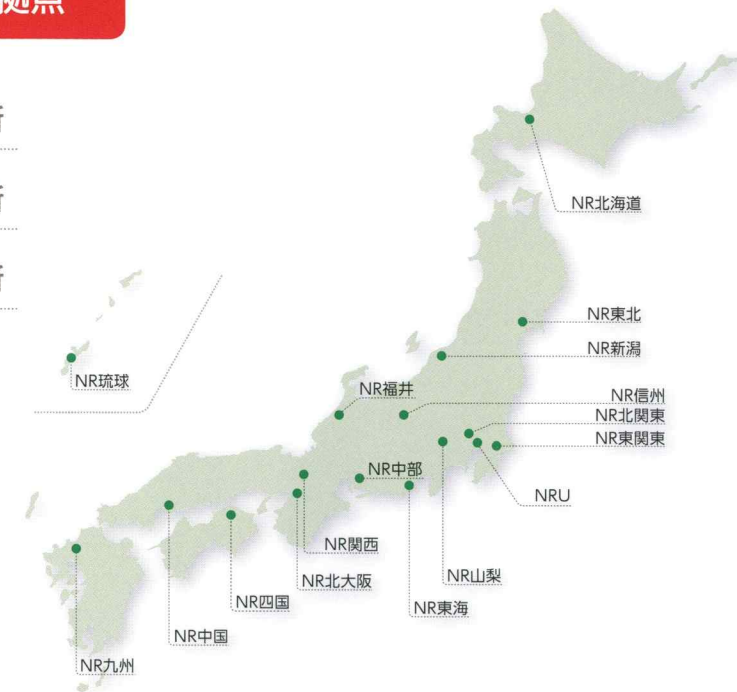 拠点
所
所
所
NR北海道
NR東北
NR新潟
NR琉球
NR福井
NR信州
NR北関東
NR東関東
NR中部
NRU
NR関西
NR山梨
NR北大阪
NR四国
NR東海
NR中国
NR九州